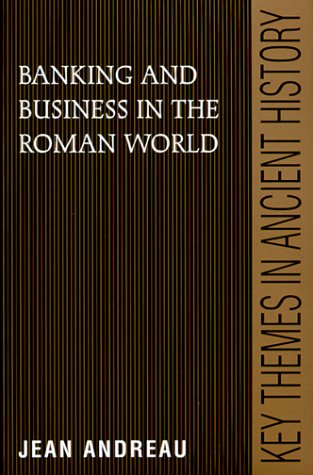 BANKING AND
BUSINESS IN THE
ROMAN WORLD
KEY THEMES IN ANCIENT HISTORY
JEAN ANDREAU